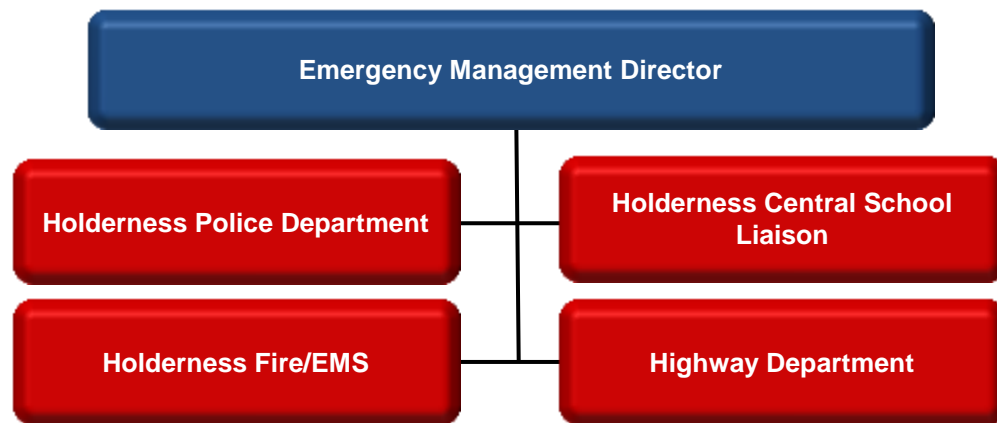 Emergency Management Director
Holderness Police Department
Holderness Central School
Liaison
Holderness Fire/EMS
Highway Department